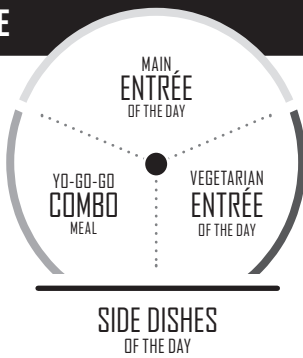 E
MAIN
ENTRÉE
OF THE DAY
YO-GO-GO
COMBO
MEAL
VEGETARIAN
ENTRÉE
OF THE DAY
SIDE DISHES
OF THE DAY